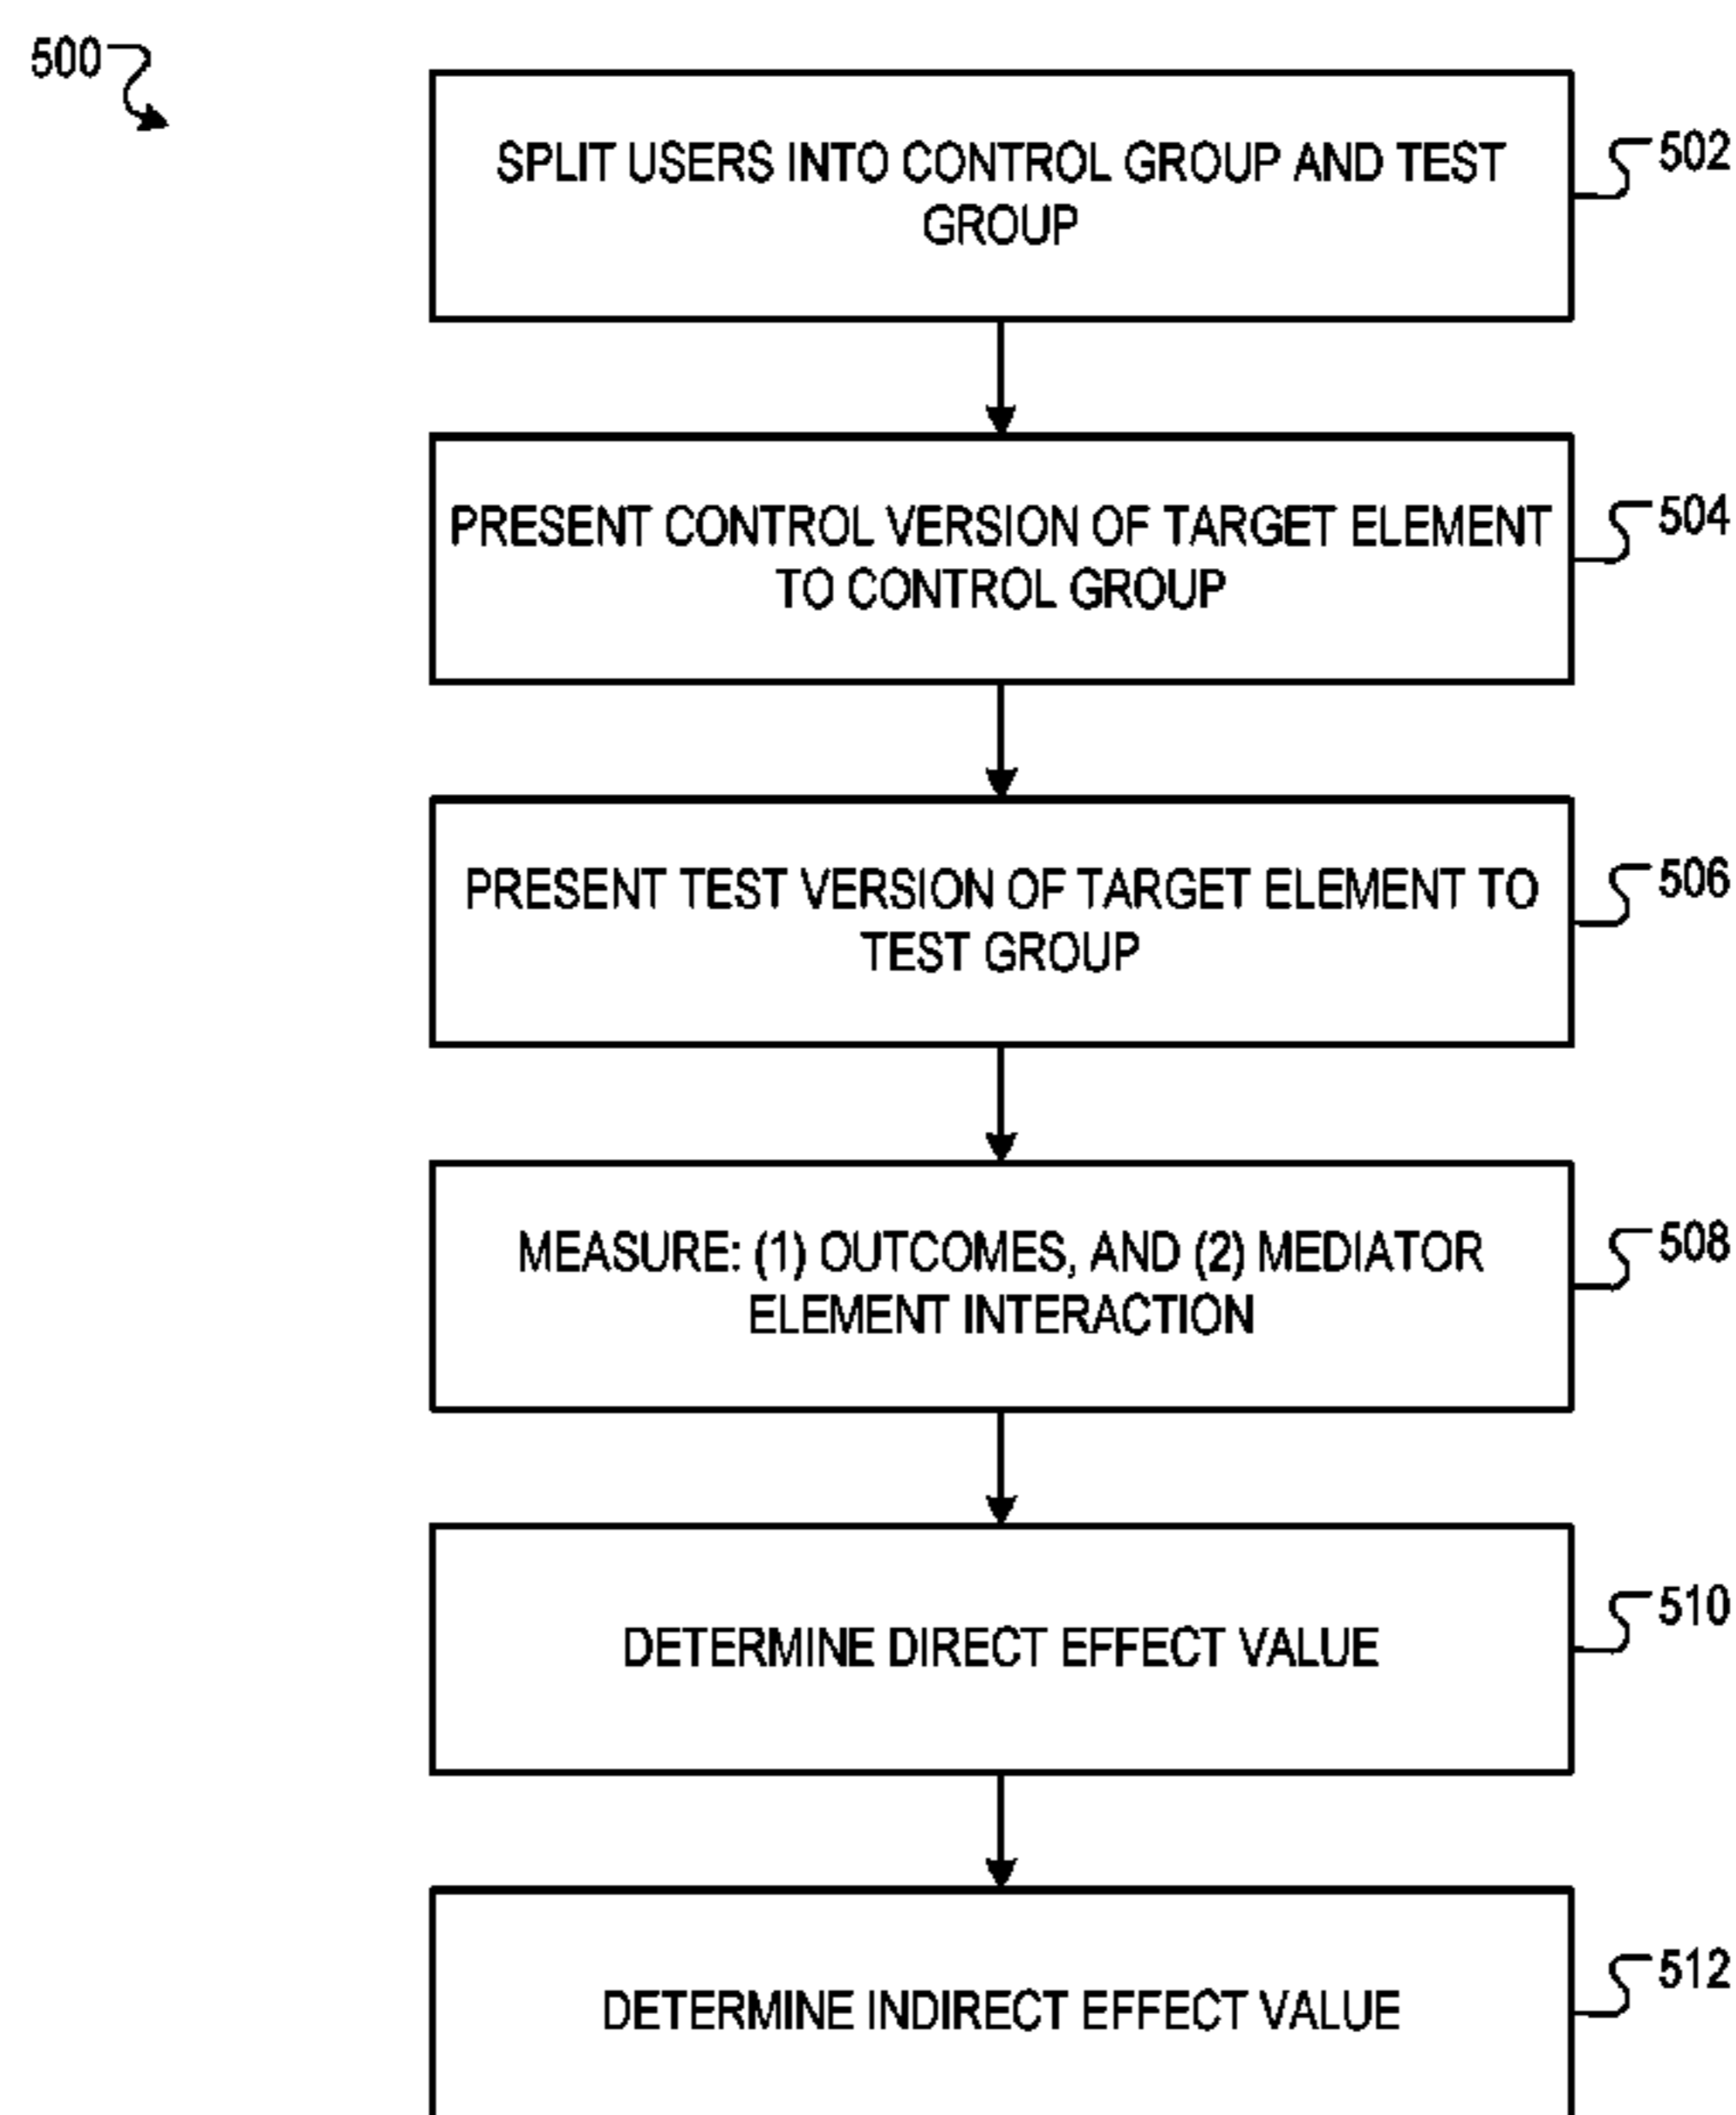 500
SPLIT USERS INTO CONTROL GROUP AND TEST
GROUP
502
PRESENT CONTROL VERSION OF TARGET ELEMENT
TO CONTROL GROUP
504
PRESENT TEST VERSION OF TARGET ELEMENT TO
TEST GROUP
506
MEASURE: (1) OUTCOMES, AND (2) MEDIATOR
ELEMENT INTERACTION
508
DETERMINE DIRECT EFFECT VALUE
510
DETERMINE INDIRECT EFFECT VALUE
512